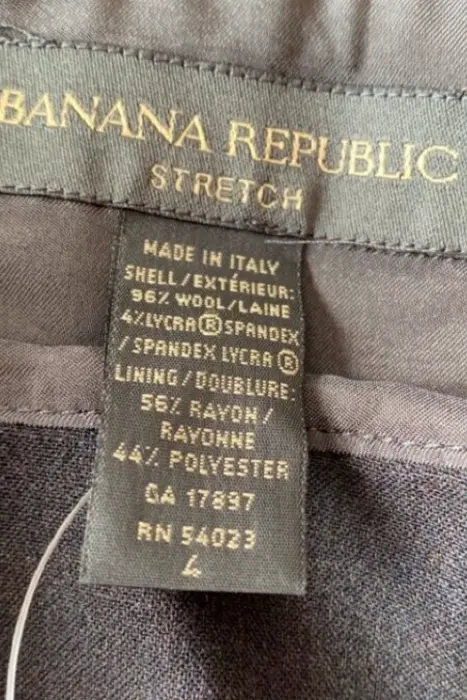 BANANA REPUBLIC
STRETCH
MADE IN ITALY
SHELL/EXTÉRIEUR:
96% WOOL/LAINE
4%LYCRA®SPANDEX
/SPANDEX LYCRA®
LINING/DOUBLURE:
56% RAYON/
RAYONNE
44% POLYESTER
CA 17897
RN 54023
4